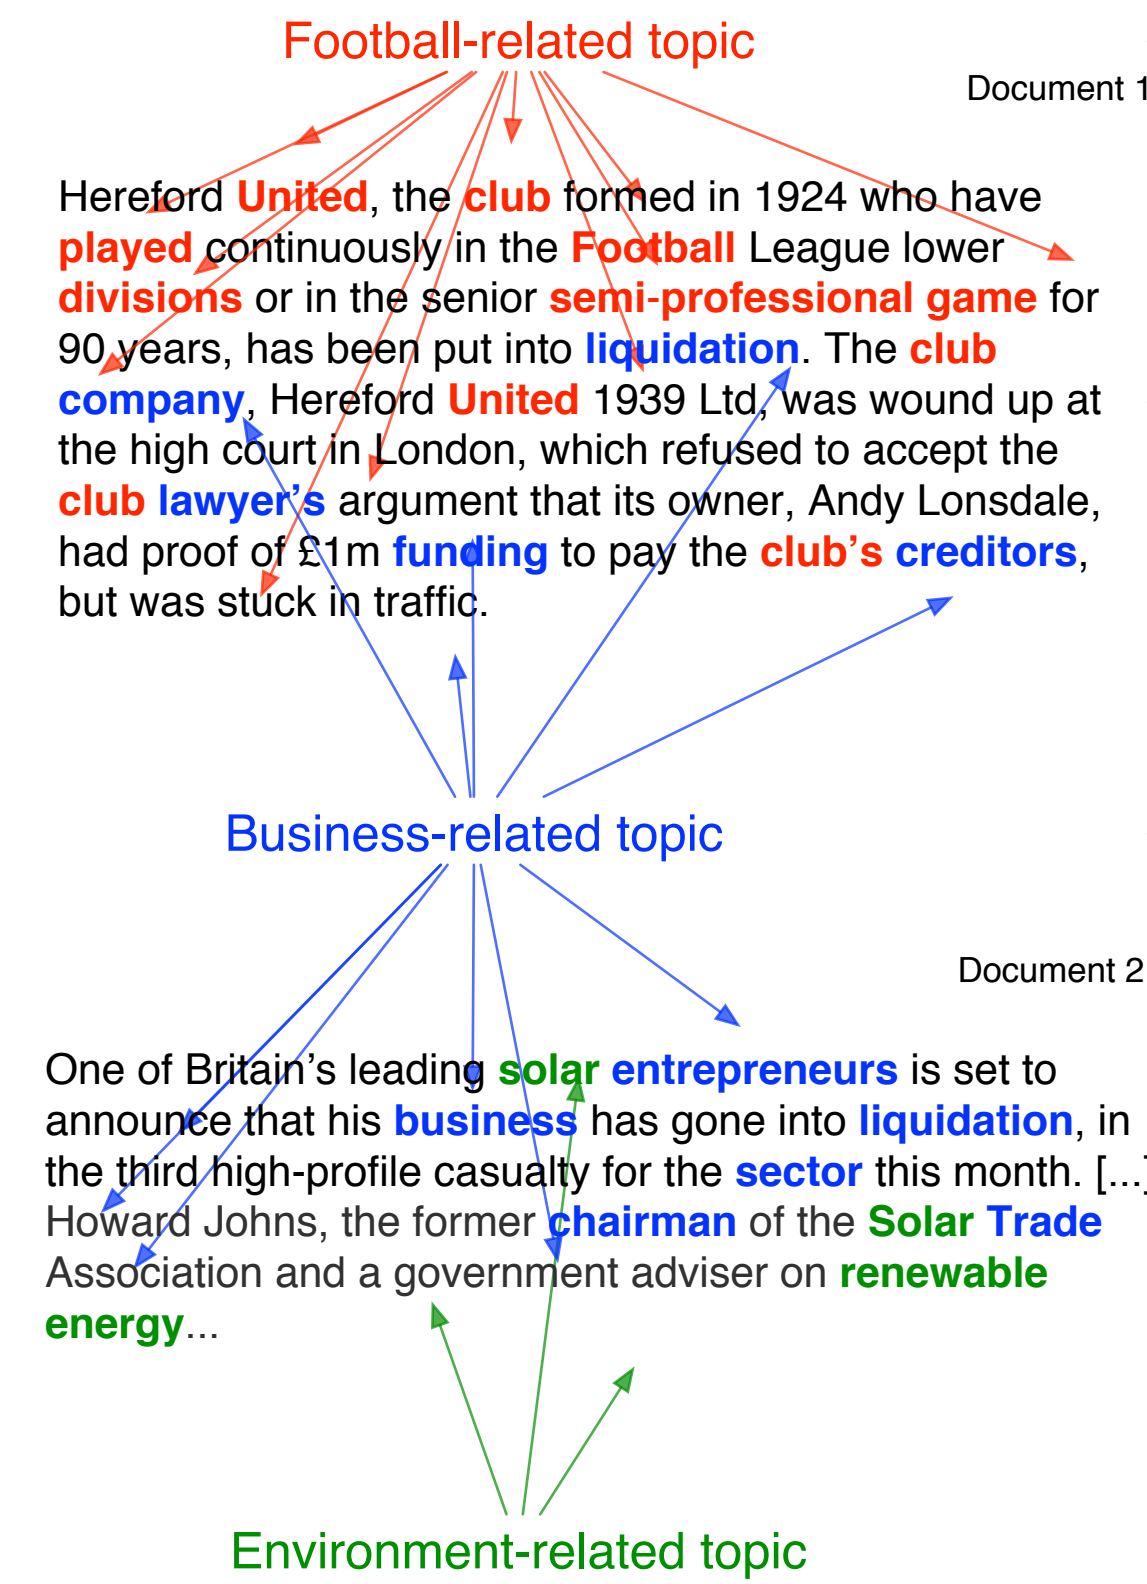 Football-related topic
Document 1
Hereford United, the club formed in 1924 who have
played continuously in the Football League lower
divisions or in the senior semi-professional game for
90 years, has been put into liquidation. The club
company, Hereford United 1939 Ltd, was wound up at
the high court in London, which refused to accept the
club lawyer’s argument that its owner, Andy Lonsdale,
had proof of £1m funding to pay the club's creditors,
but was stuck in traffic.
Business-related topic
Document 2
One of Britain’s leading solar entrepreneurs is set to
announce that his business has gone into liquidation, in
the third high-profile casualty for the sector this month. [...]
Howard Johns, the former chairman of the Solar Trade
Association and a government adviser on renewable
energy...
Environment-related topic